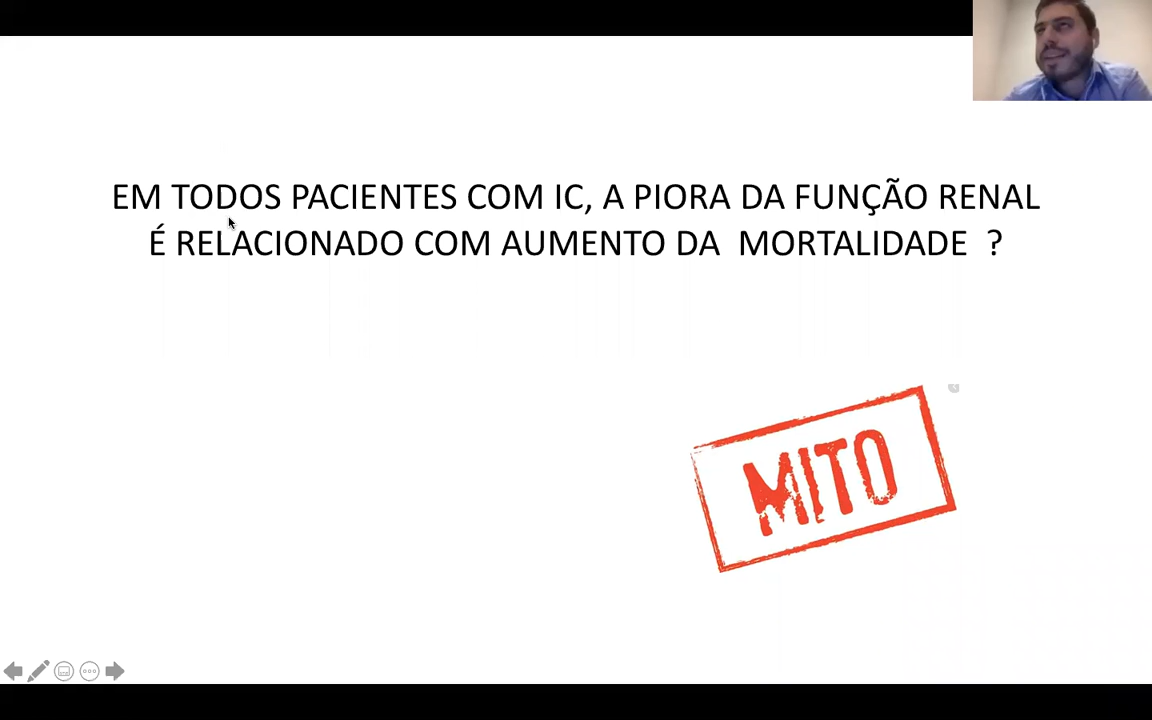 EM TODOS PACIENTES COM IC, A PIORA DA FUNÇÃO RENAL
É RELACIONADO COM AUMENTO DA MORTALIDADE ?
MITO